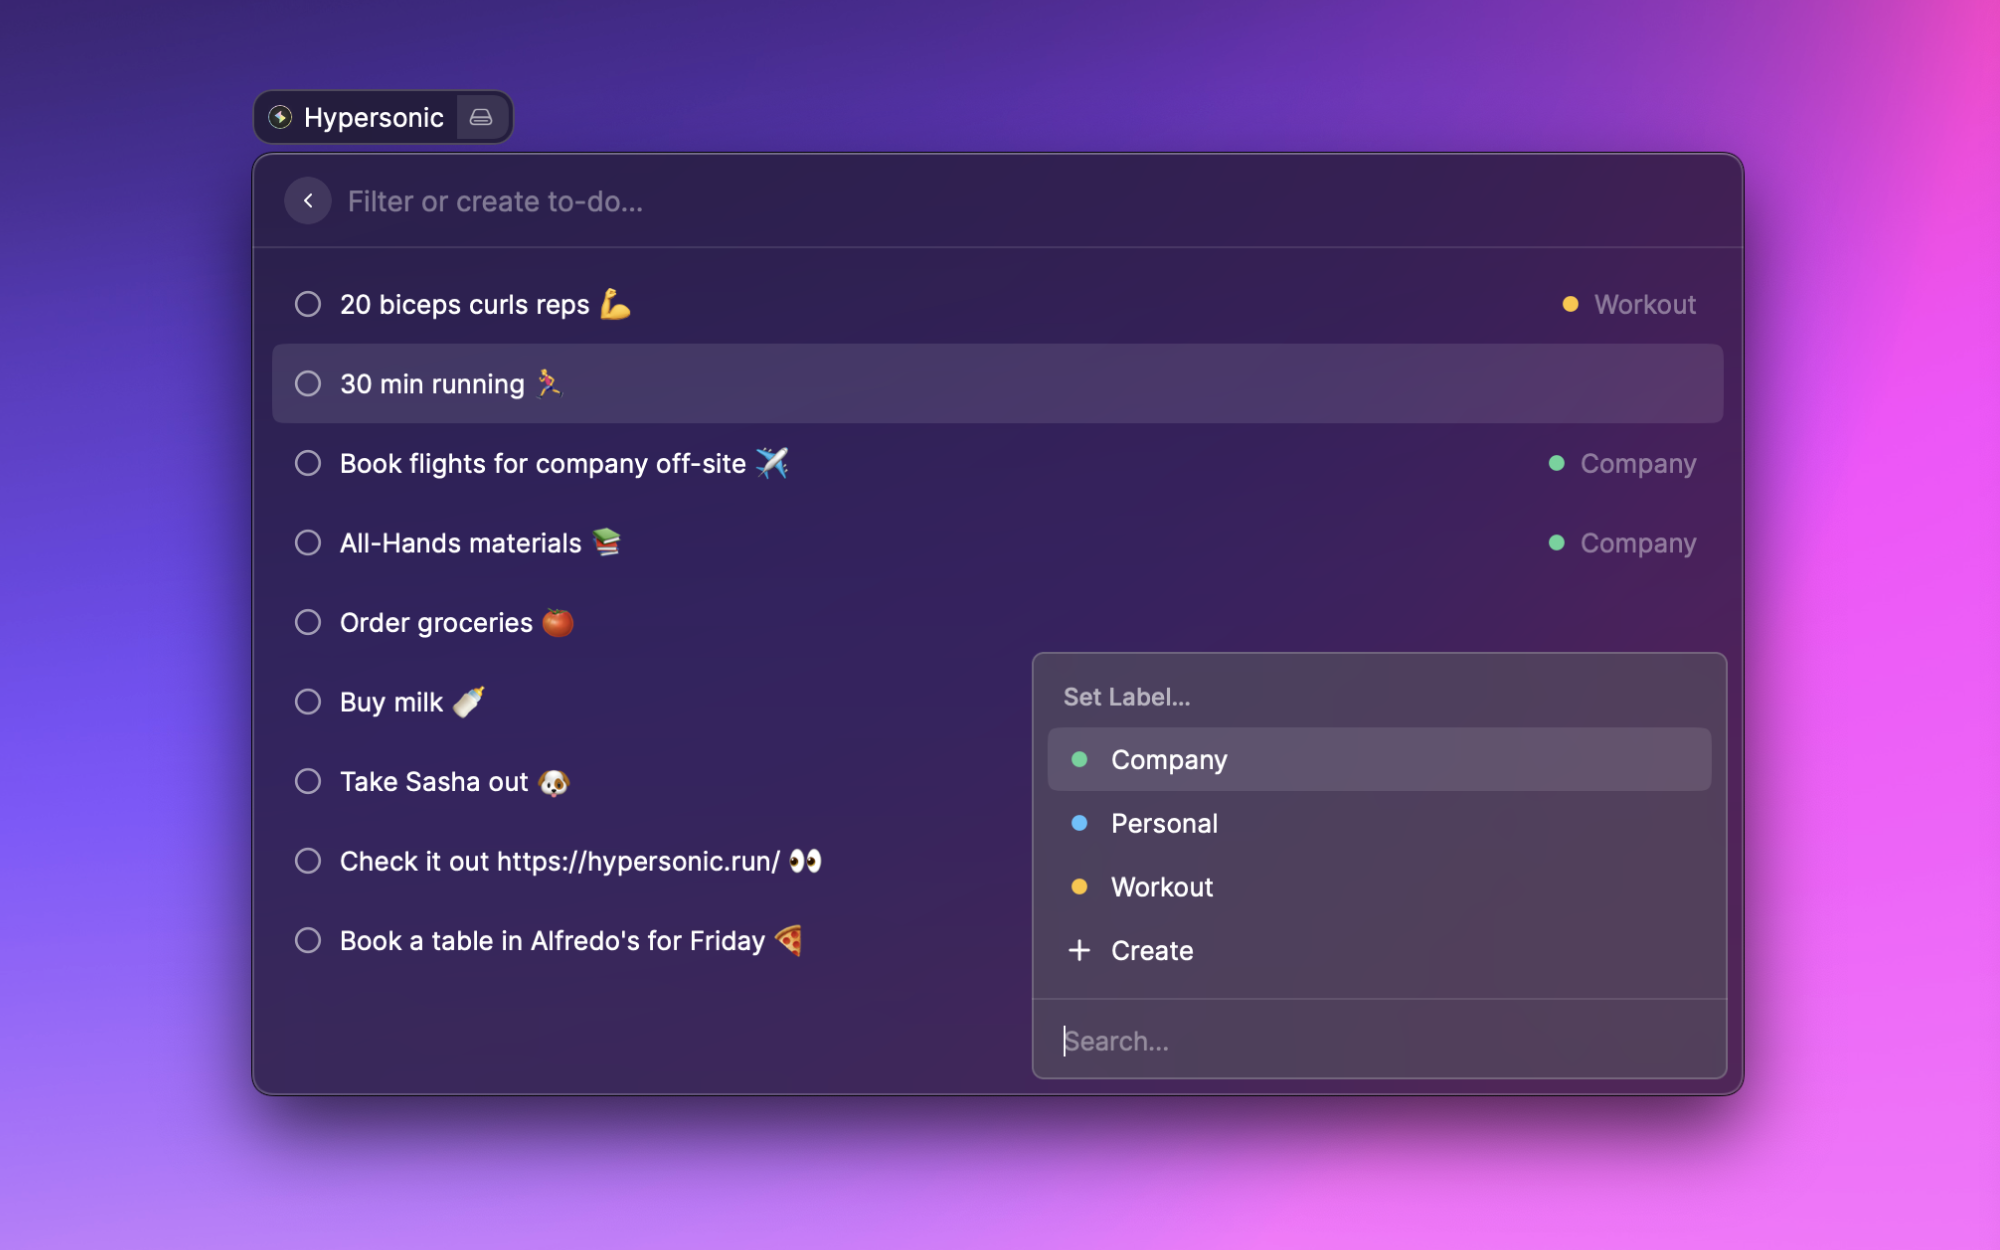 Hypersonic
Filter or create to-do...
20 biceps curls reps 💪
Workout
30 min running 🏃‍♀️
Book flights for company off-site ✈️
Company
All-Hands materials 📚
Company
Order groceries 🍅
Buy milk 🍼
Take Sasha out 🐶
Check it out https://hypersonic.run/ 👀
Book a table in Alfredo's for Friday 🍕
Set Label...
Company
Personal
Workout
+ Create
Search...